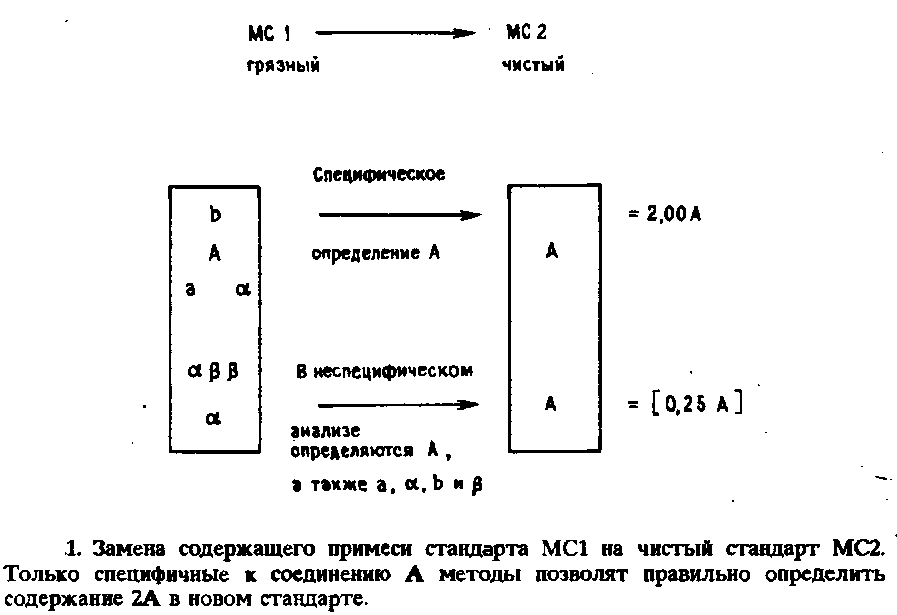 МС 1 МС 2
грязный чистый
Специфическое
b = 2,00 А
А определение А А
а α
α β β В неспецифическом
α А = [0,25 А]
анализе
определяются А ,
а также а, α, b и β
1. Замена содержащего примеси стандарта МС1 на чистый стандарт МС2.
Только специфичные к соединению А методы позволят правильно определить
содержание 2А в новом стандарте.